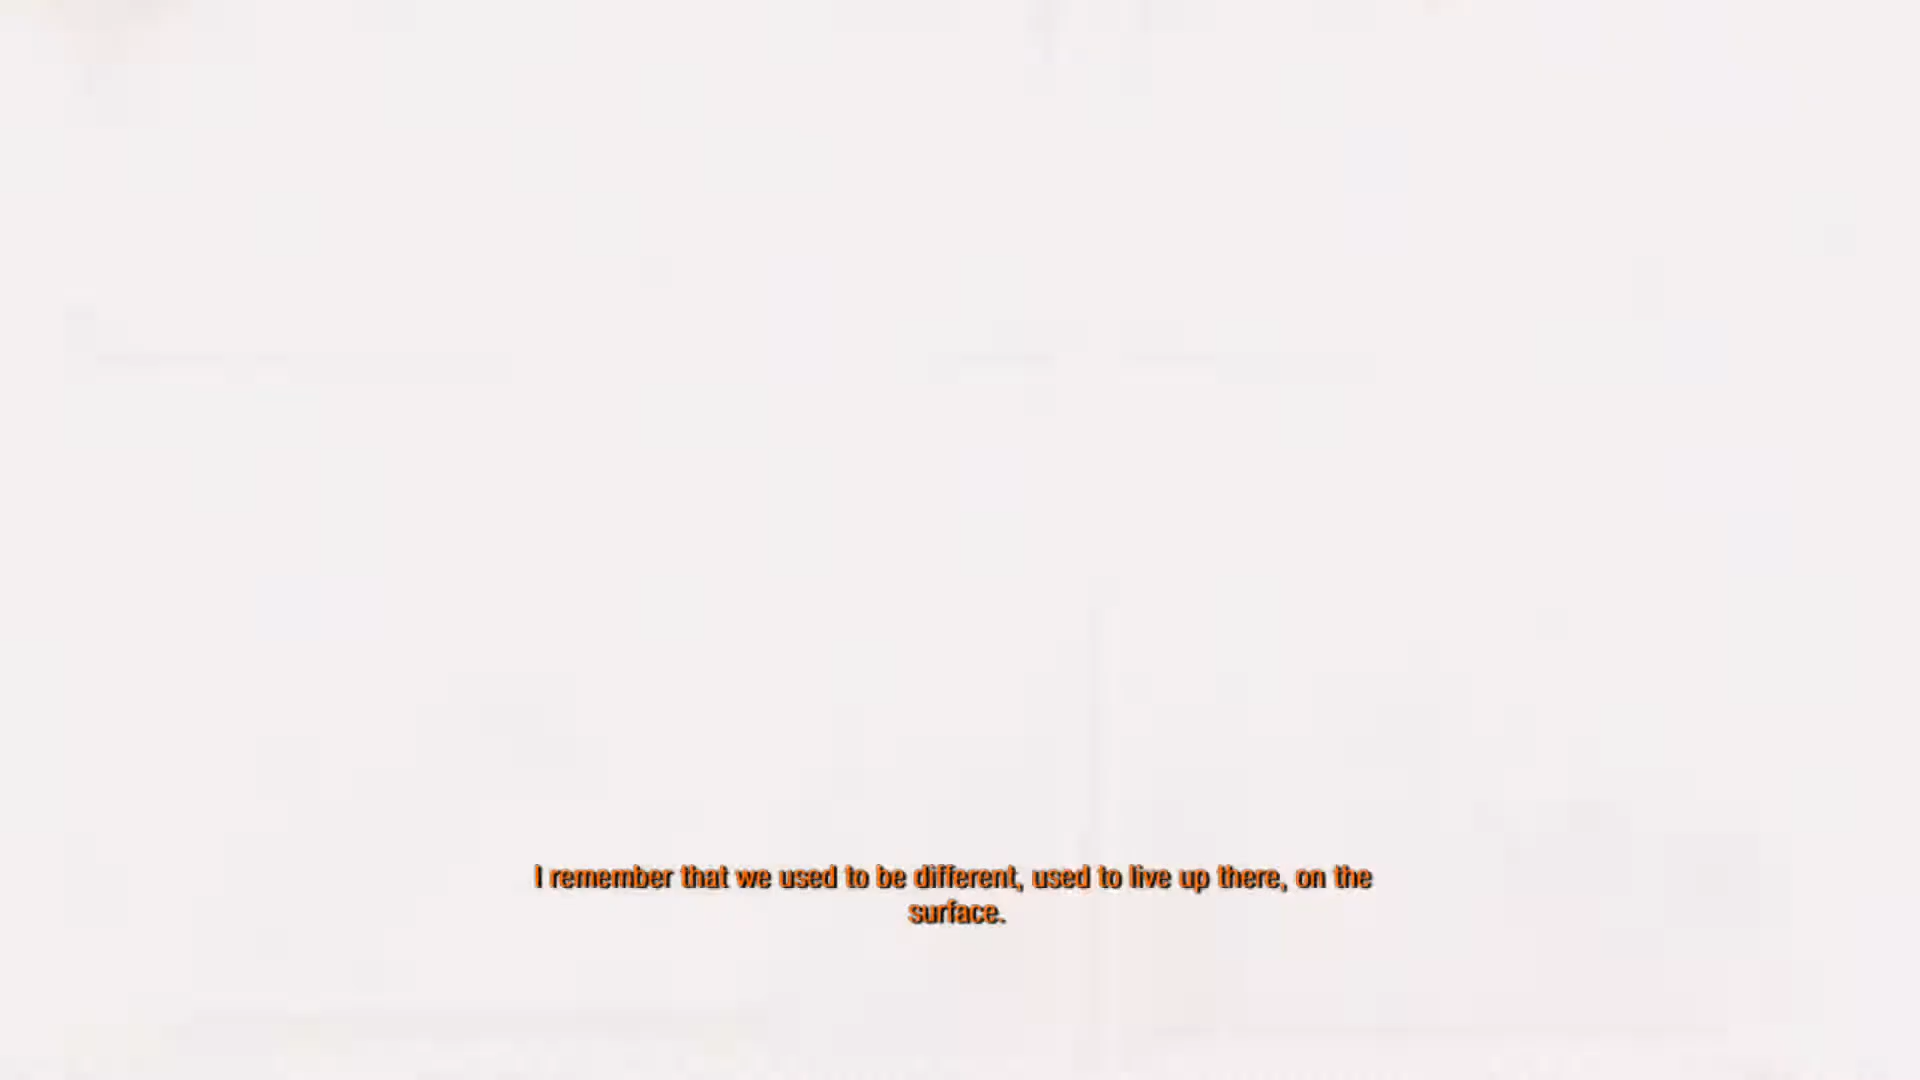 I remember that we used to be different, used to live up there, on the
surface.